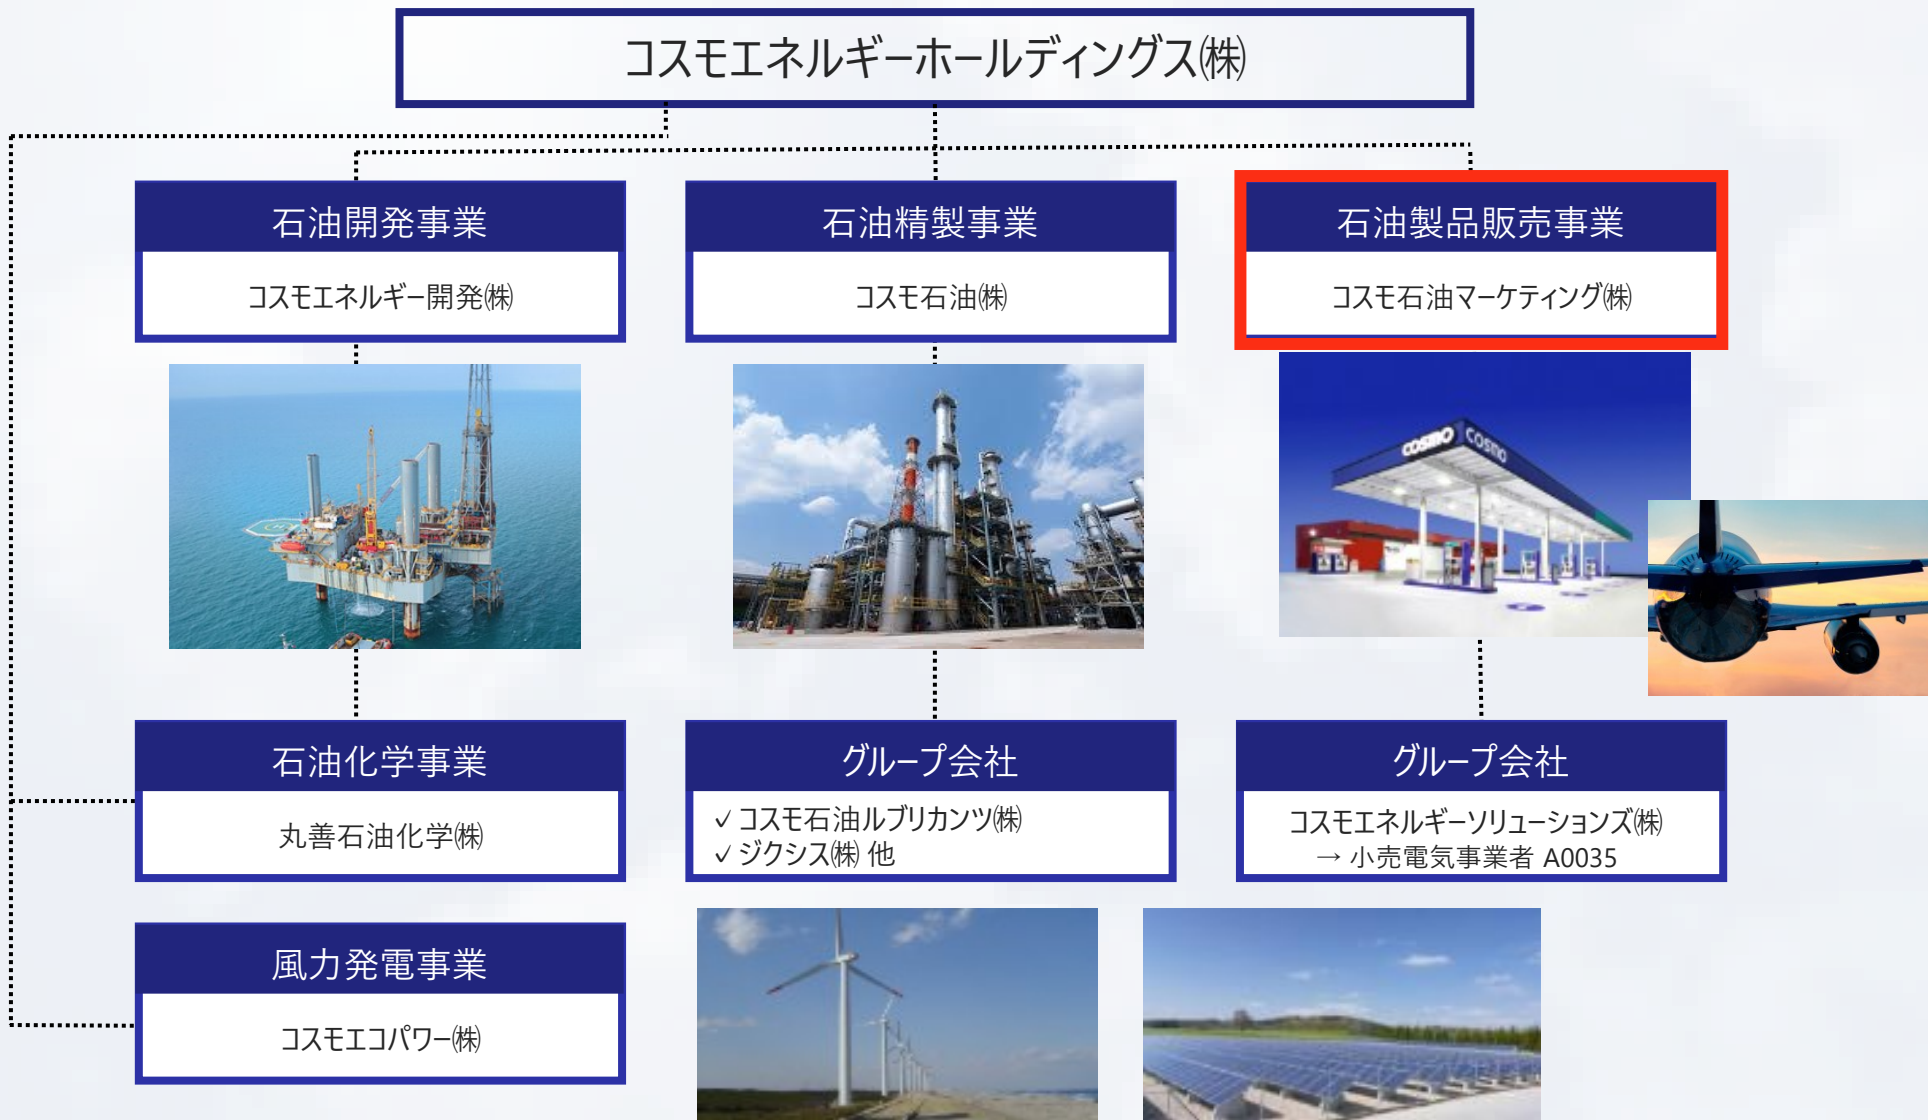 コスモエネルギーホールディングス㈱
石油開発事業
コスモエネルギー開発㈱
石油精製事業
コスモ石油㈱
石油製品販売事業
コスモ石油マーケティング㈱
COSMO COSMO
石油化学事業
丸善石油化学㈱
グループ会社
✓ コスモ石油ルブリカンツ㈱
✓ ジクシス㈱ 他
グループ会社
コスモエネルギーソリューションズ㈱
→ 小売電気事業者 A0035
風力発電事業
コスモエコパワー㈱